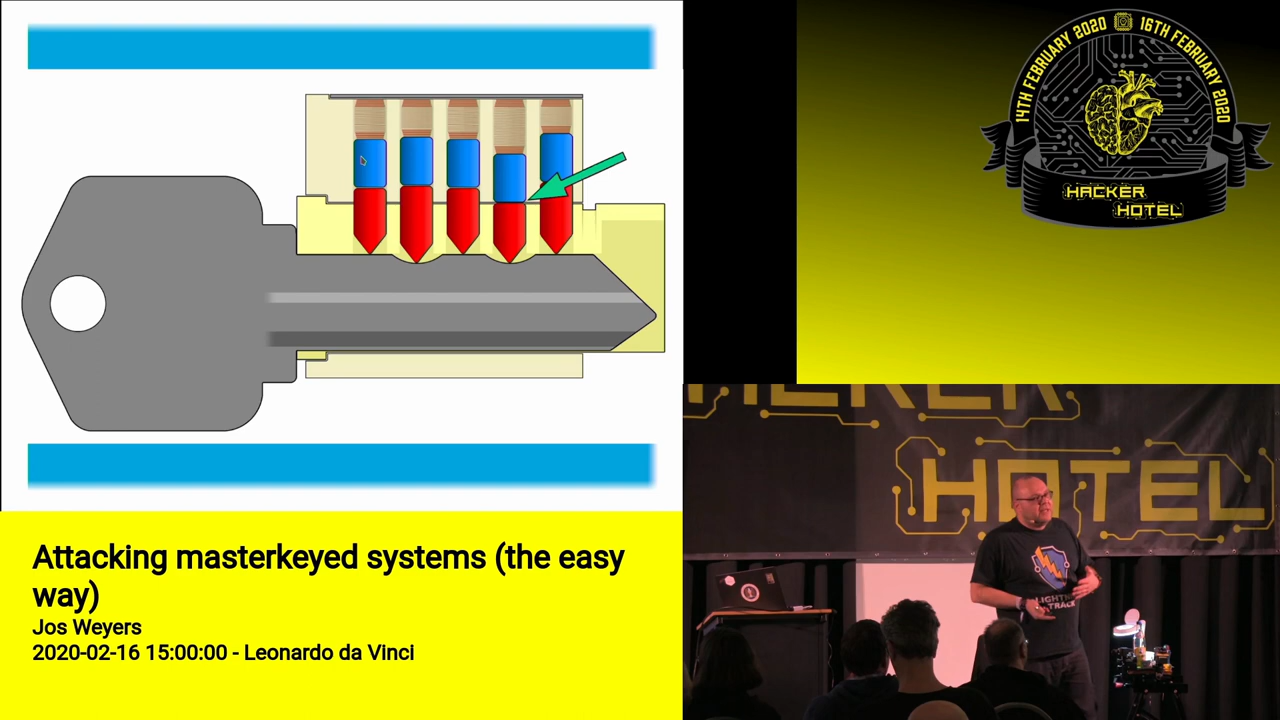 14TH FEBRUARY 2020
16TH FEBRUARY 2020
HACKER
HOTEL
HACKER
HOTEL
Attacking masterkeyed systems (the easy
way)
Jos Weyers
2020-02-16 15:00:00 - Leonardo da Vinci